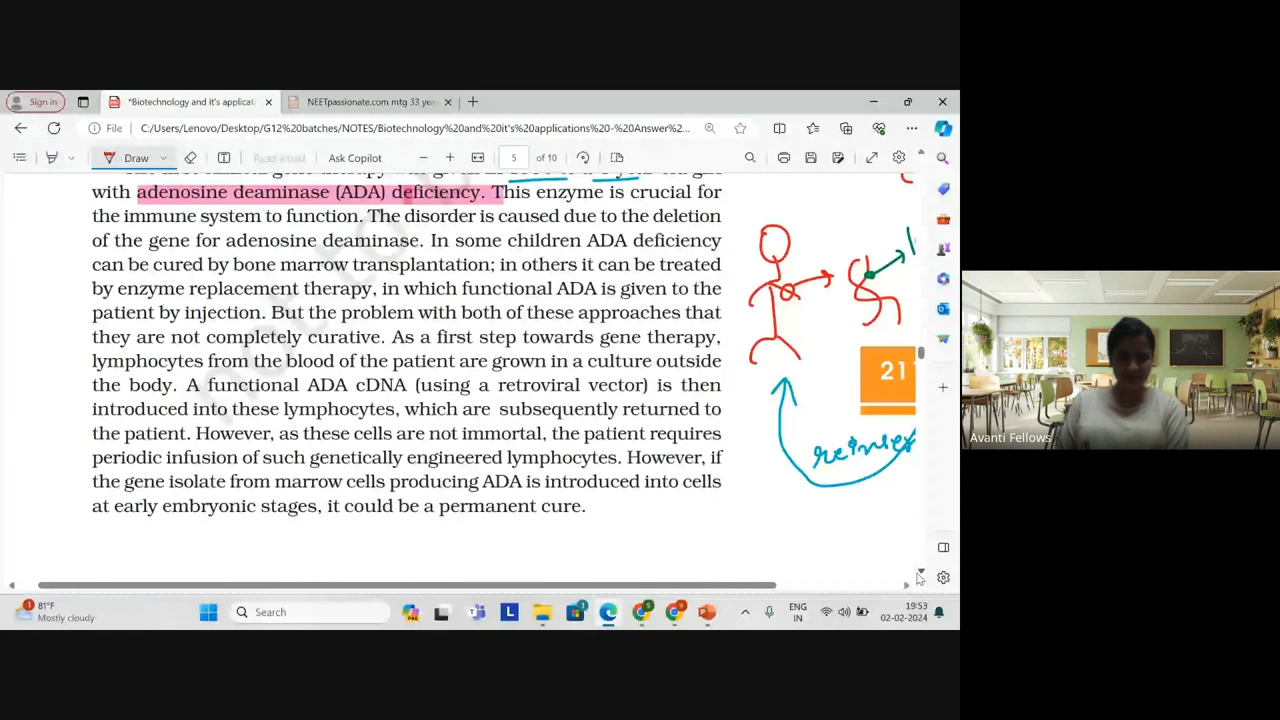 Sign in
*Biotechnology and it's applicati
NEETpassionate.com mtg 33 ye
File
C:/Users/Lenovo/Desktop/G12%20batches/NOTES/Biotechnology%20and%20it's%20applications%20-%20Answer%2...
Draw
Read aloud
Ask Copilot
5 of 10
with adenosine deaminase (ADA) deficiency. This enzyme is crucial for
the immune system to function. The disorder is caused due to the deletion
of the gene for adenosine deaminase. In some children ADA deficiency
can be cured by bone marrow transplantation; in others it can be treated
by enzyme replacement therapy, in which functional ADA is given to the
patient by injection. But the problem with both of these approaches that
they are not completely curative. As a first step towards gene therapy,
lymphocytes from the blood of the patient are grown in a culture outside
the body. A functional ADA cDNA (using a retroviral vector) is then
introduced into these lymphocytes, which are subsequently returned to
the patient. However, as these cells are not immortal, the patient requires
periodic infusion of such genetically engineered lymphocytes. However, if
the gene isolate from marrow cells producing ADA is introduced into cells
at early embryonic stages, it could be a permanent cure.
21
Avanti Fellows
81°F
Mostly cloudy
Search
ENG
IN
19:53
02-02-2024